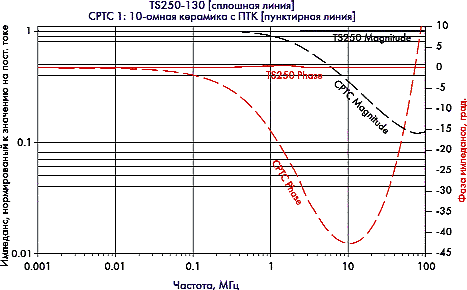 TS250-130 [сплошная линия]
CPTC 1: 10-омная керамика с ПТК [пунктирная линия]
Импеданс, нормированый к значению на пост. токе
1
0.1
0.01
TS250 Magnitude
TS250 Phase
CPTC Magnitude
CPTC Phase
10
0
-5
-10
-15
-20
-25
-30
-35
-40
-45
Фаза импеданса, град.
0.001
0.01
0.1
1
10
100
Частота, МГц